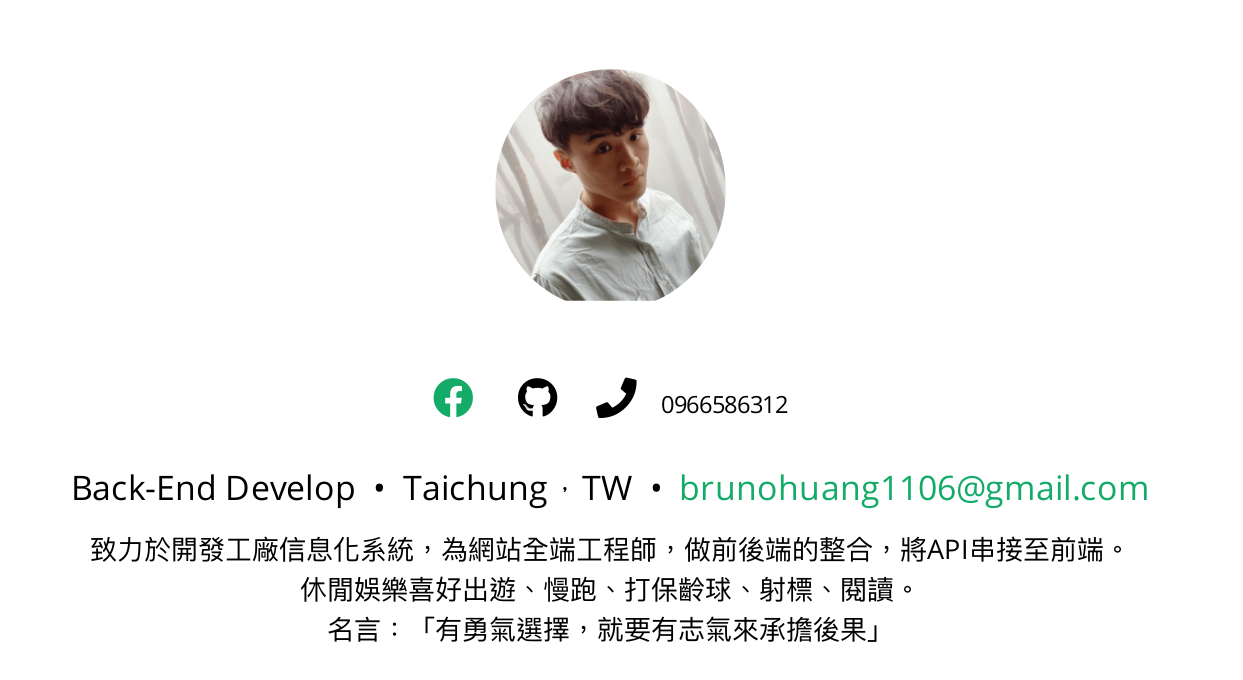 0966586312
Back-End Develop • Taichung，TW • brunohuang1106@gmail.com
致力於開發工廠信息化系統，為網站全端工程師，做前後端的整合，將API串接至前端。
休閒娛樂喜好出遊、慢跑、打保齡球、射標、閱讀。
名言：「有勇氣選擇，就要有志氣來承擔後果」